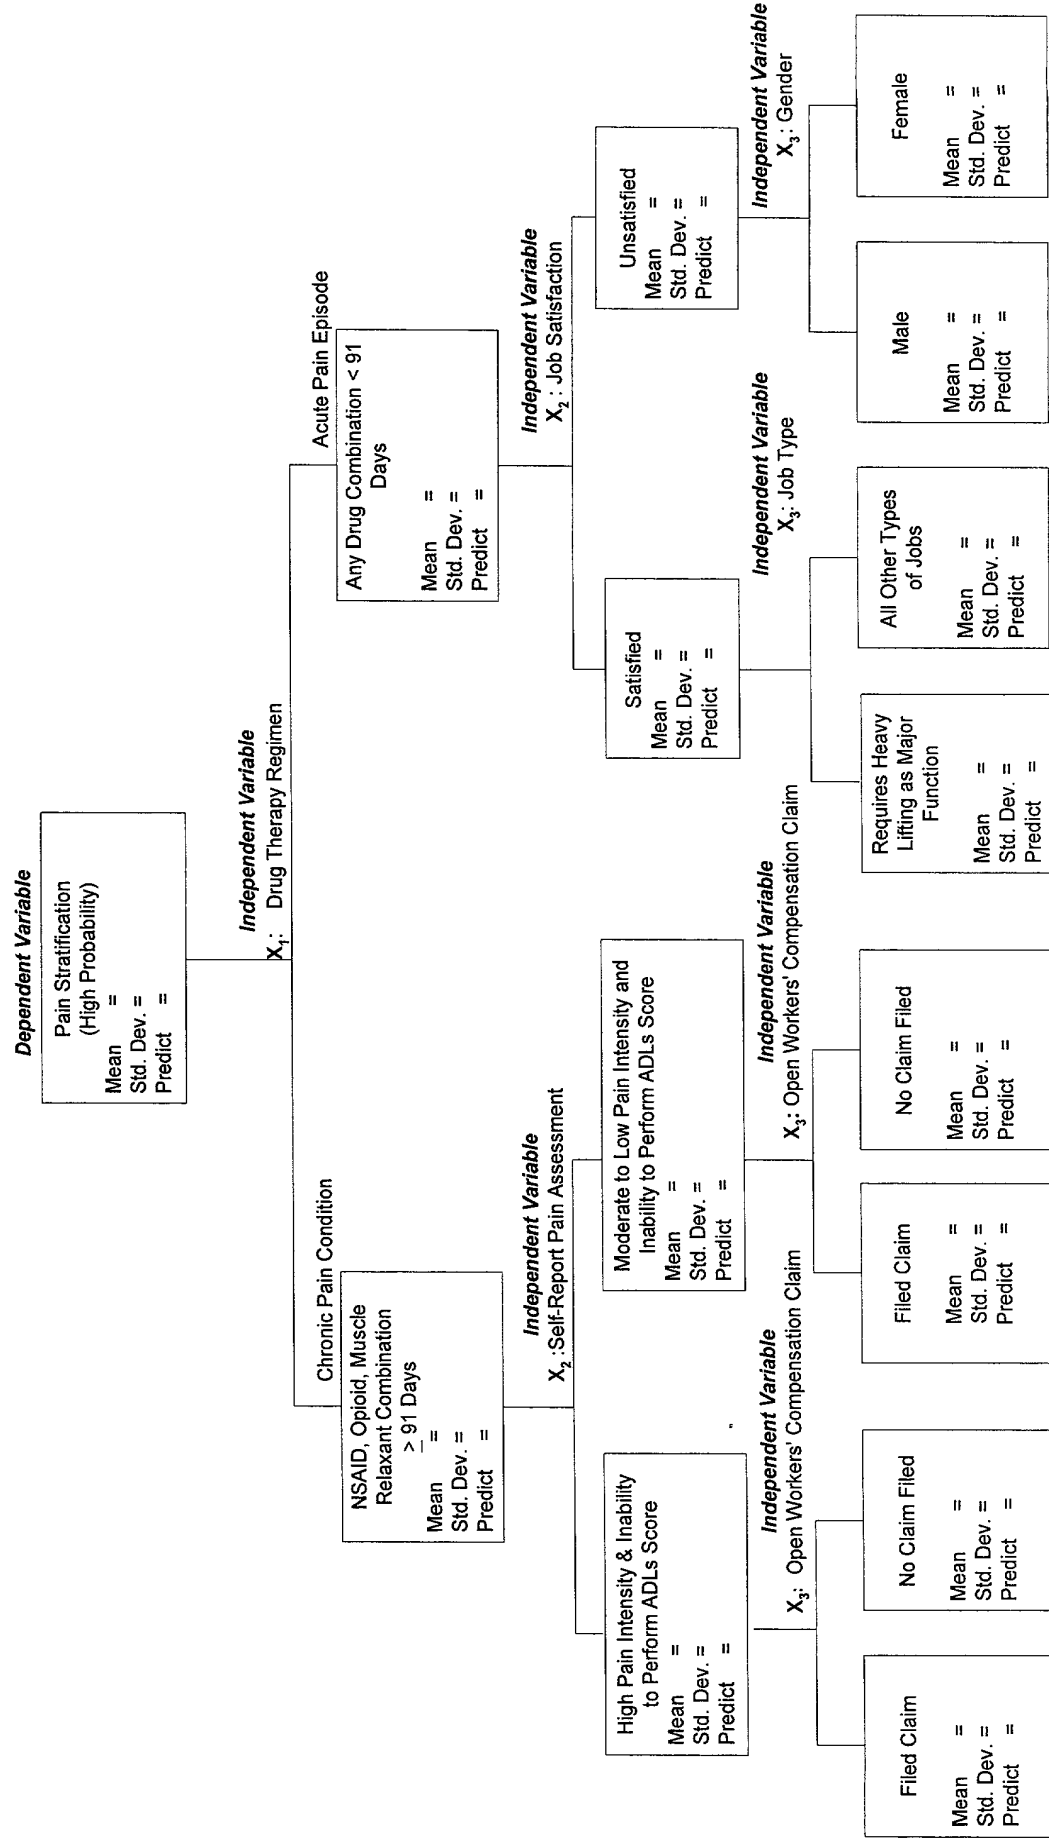 Dependent Variable
Pain Stratification
(High Probability)
Mean =
Std. Dev. =
Predict =
Independent Variable
X₁: Drug Therapy Regimen
Chronic Pain Condition
NSAID, Opioid, Muscle
Relaxant Combination
≥ 91 Days
Mean =
Std. Dev. =
Predict =
Acute Pain Episode
Any Drug Combination < 91
Days
Mean =
Std. Dev. =
Predict =
Independent Variable
X₂ :Self-Report Pain Assessment
Independent Variable
X₂ : Job Satisfaction
High Pain Intensity & Inability
to Perform ADLs Score
Mean =
Std. Dev. =
Predict =
Moderate to Low Pain Intensity and
Inability to Perform ADLs Score
Mean =
Std. Dev. =
Predict =
Satisfied
Mean =
Std. Dev. =
Predict =
Unsatisfied
Mean =
Std. Dev. =
Predict =
Independent Variable
X₃: Open Workers' Compensation Claim
Independent Variable
X₃: Open Workers' Compensation Claim
Independent Variable
X₃: Job Type
Independent Variable
X₃: Gender
Filed Claim
Mean =
Std. Dev. =
Predict =
No Claim Filed
Mean =
Std. Dev. =
Predict =
Filed Claim
Mean =
Std. Dev. =
Predict =
No Claim Filed
Mean =
Std. Dev. =
Predict =
Requires Heavy
Lifting as Major
Function
Mean =
Std. Dev. =
Predict =
All Other Types
of Jobs
Mean =
Std. Dev. =
Predict =
Male
Mean =
Std. Dev. =
Predict =
Female
Mean =
Std. Dev. =
Predict =